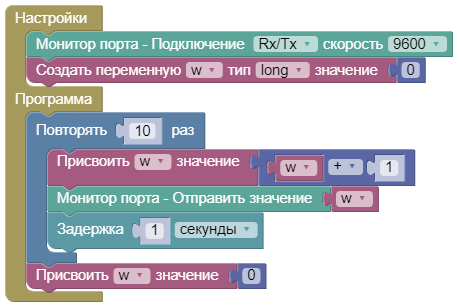 Настройки
Монитор порта - Подключение Rx/Tx скорость 9600
Создать переменную w тип long значение 0
Программа
Повторять 10 раз
Присвоить w значение w + 1
Монитор порта - Отправить значение w
Задержка 1 секунды
Присвоить w значение 0